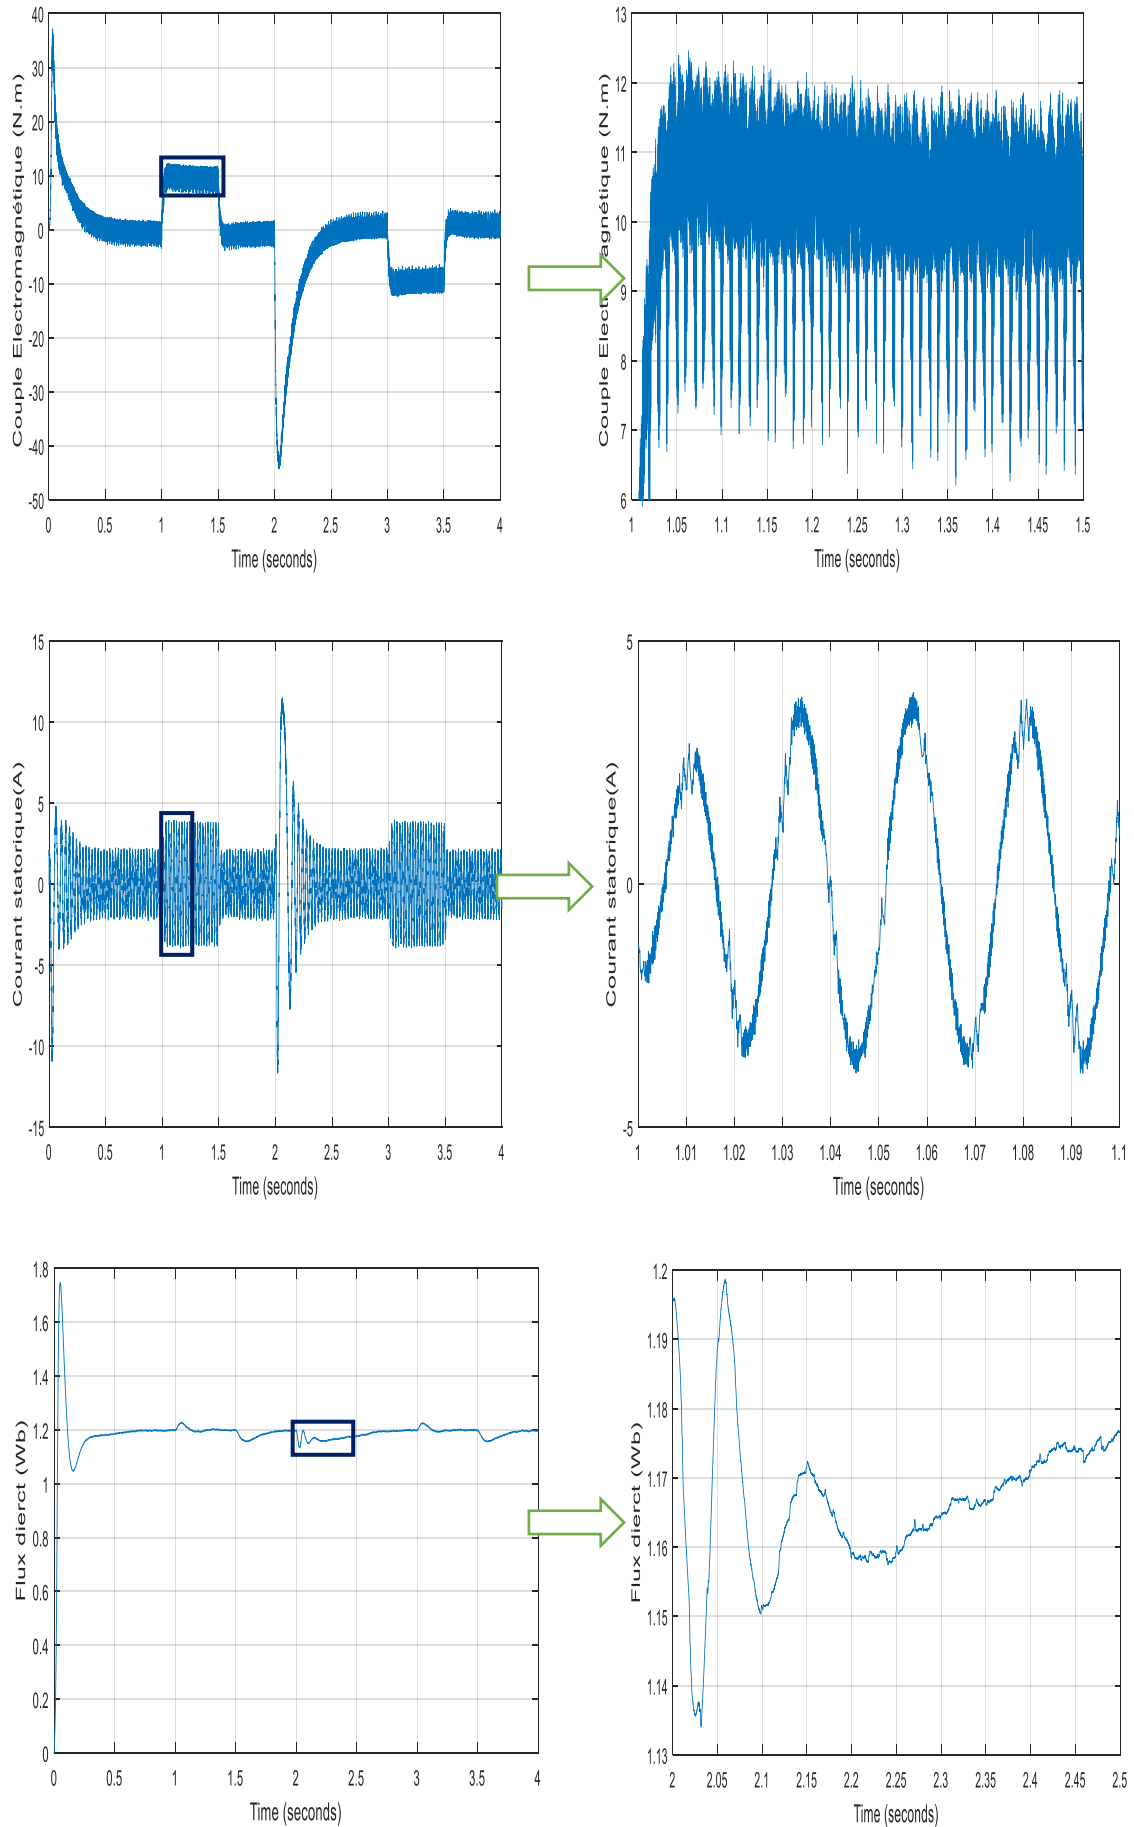 40
30
20
10
0
-10
-20
-30
-40
-50
Couple Electromagnétique (N.m)
0 0.5 1 1.5 2 2.5 3 3.5 4
Time (seconds)
13
12
11
10
9
8
7
6
1 1.05 1.1 1.15 1.2 1.25 1.3 1.35 1.4 1.45 1.5
Time (seconds)
15
10
5
0
-5
-10
-15
Courant statorique(A)
0 0.5 1 1.5 2 2.5 3 3.5 4
Time (seconds)
5
0
-5
Courant statorique(A)
1 1.01 1.02 1.03 1.04 1.05 1.06 1.07 1.08 1.09 1.1
Time (seconds)
1.8
1.6
1.4
1.2
1
0.8
0.6
0.4
0.2
0
Flux dierct (Wb)
0 0.5 1 1.5 2 2.5 3 3.5 4
Time (seconds)
1.2
1.19
1.18
1.17
1.16
1.15
1.14
1.13
Flux dierct (Wb)
2 2.05 2.1 2.15 2.2 2.25 2.3 2.35 2.4 2.45 2.5
Time (seconds)